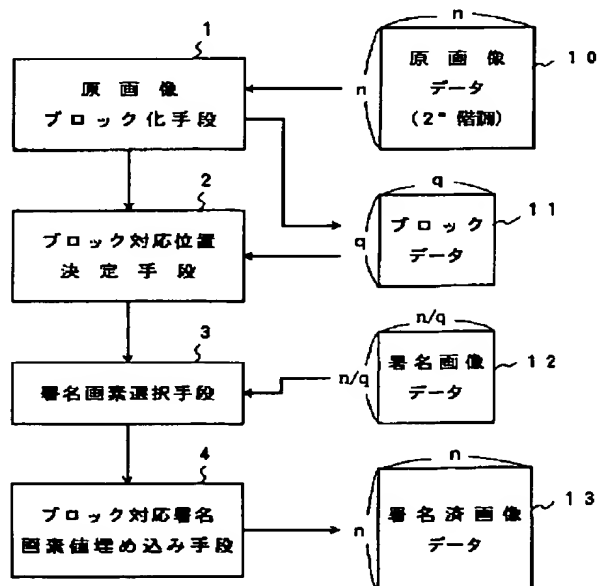 1
原画像
ブロック化手段
n
n
原画像
データ
(2ᵐ階調)
10
2
ブロック対応位置
決定手段
q
q
ブロック
データ
11
3
署名画素選択手段
n/q
n/q
署名画像
データ
12
4
ブロック対応署名
画素値埋め込み手段
n
n
署名済画像
データ
13